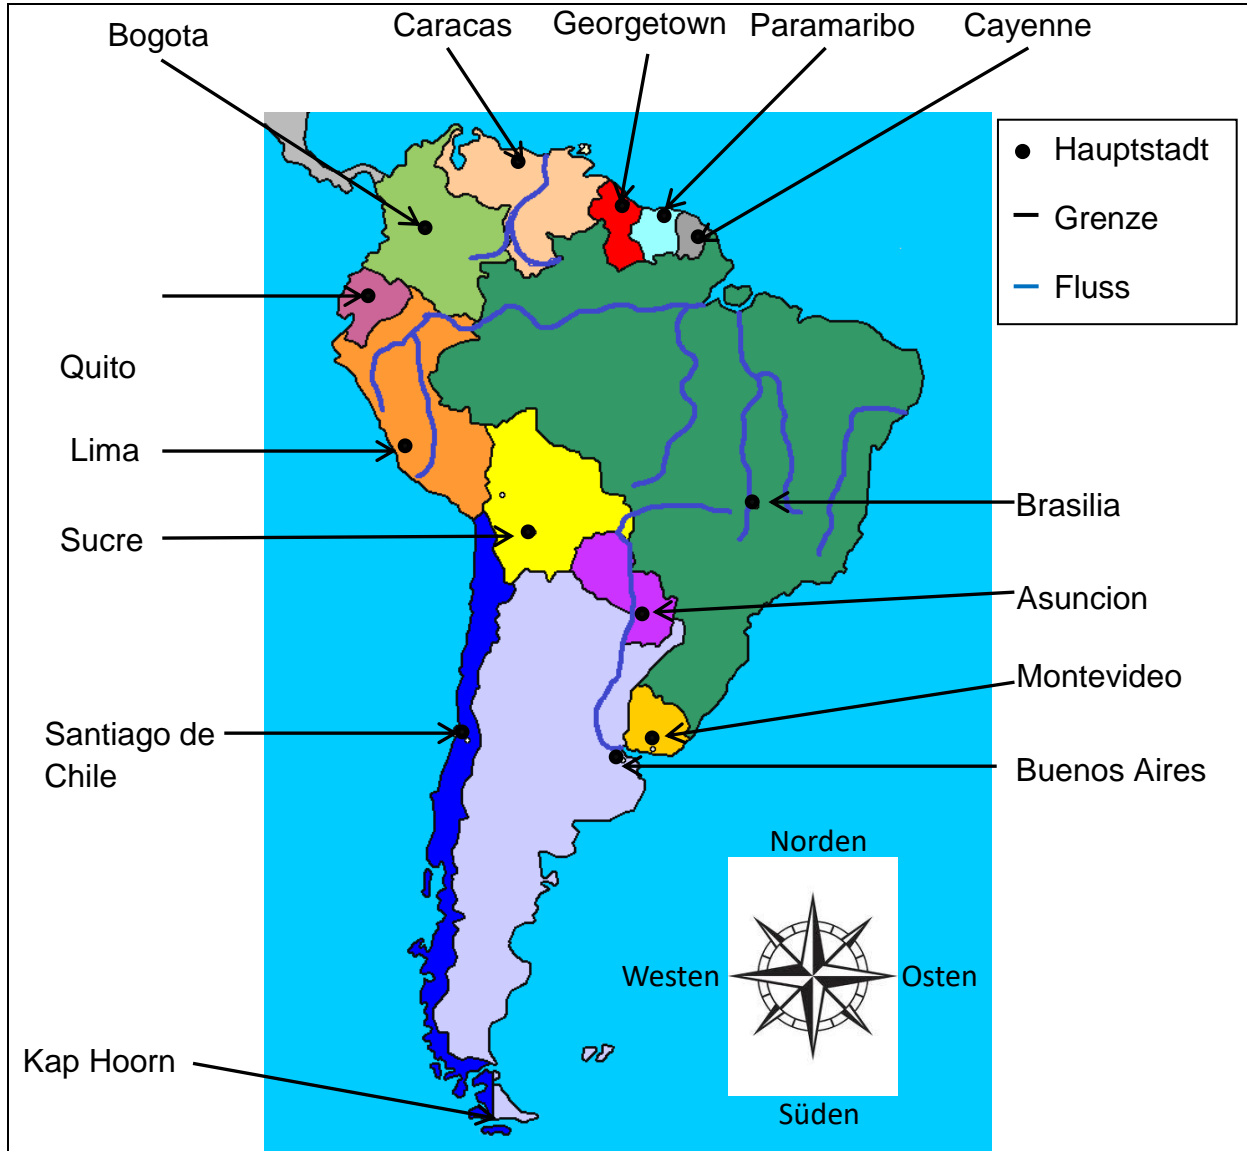 Bogota
Caracas
Georgetown
Paramaribo
Cayenne
Hauptstadt
Grenze
Fluss
Quito
Lima
Sucre
Santiago de
Chile
Kap Hoorn
Brasilia
Asuncion
Montevideo
Buenos Aires
Norden
Westen
Osten
Süden